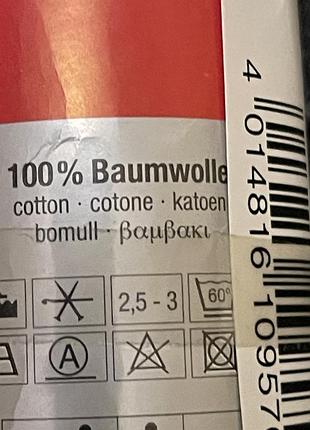 100% Baumwolle
cotton · cotone · katoen
bomull · βαμβακι
2,5 - 3
60°
A
4 014816 10957